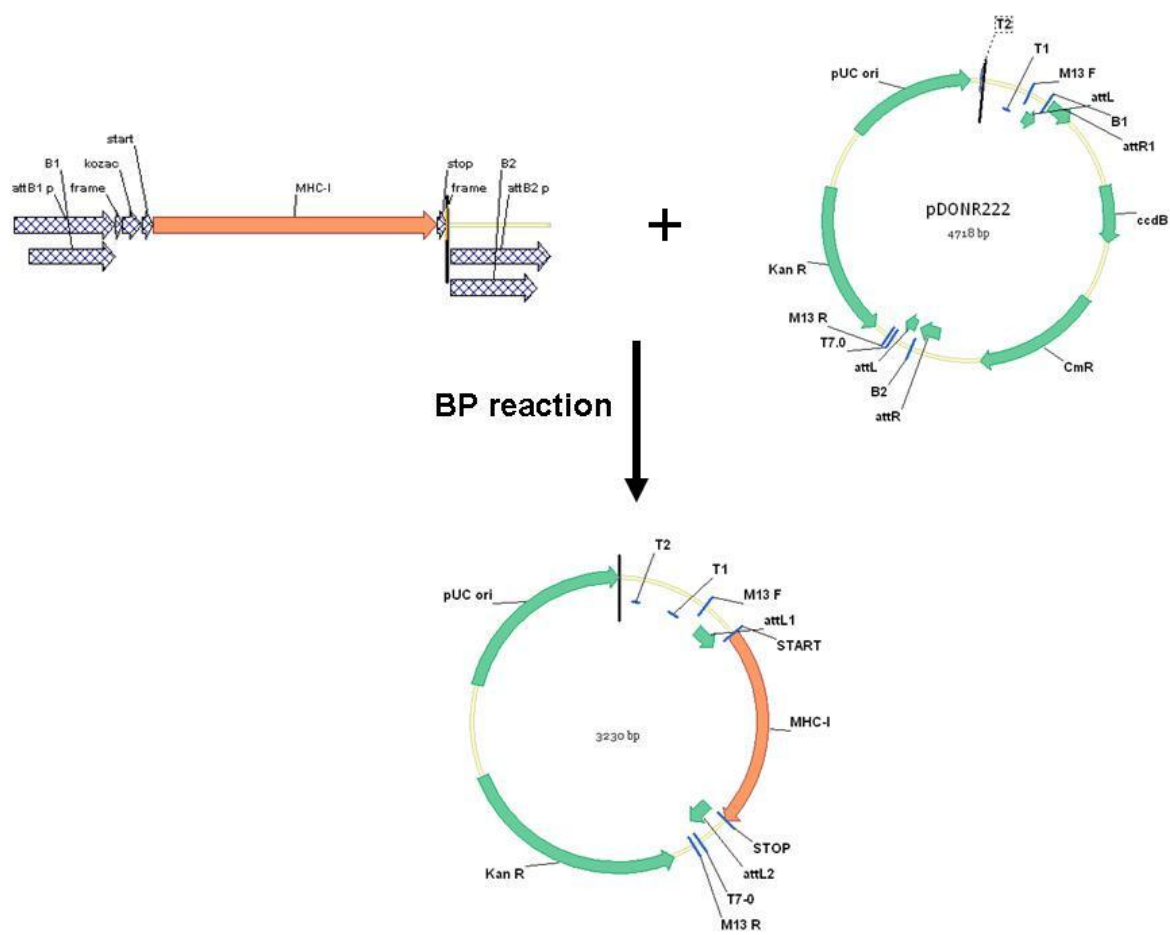 start
kozac
B1
attB1 p
frame
MHC-I
stop
B2
frame
attB2 p
+
T2
T1
pUC ori
M13 F
attL
B1
attR1
pDONR222
4718 bp
ccdB
Kan R
M13 R
T7.0
attL
B2
attR
CmR
BP reaction
T2
T1
pUC ori
M13 F
attL1
START
MHC-I
3230 bp
STOP
attL2
Kan R
T7-0
M13 R